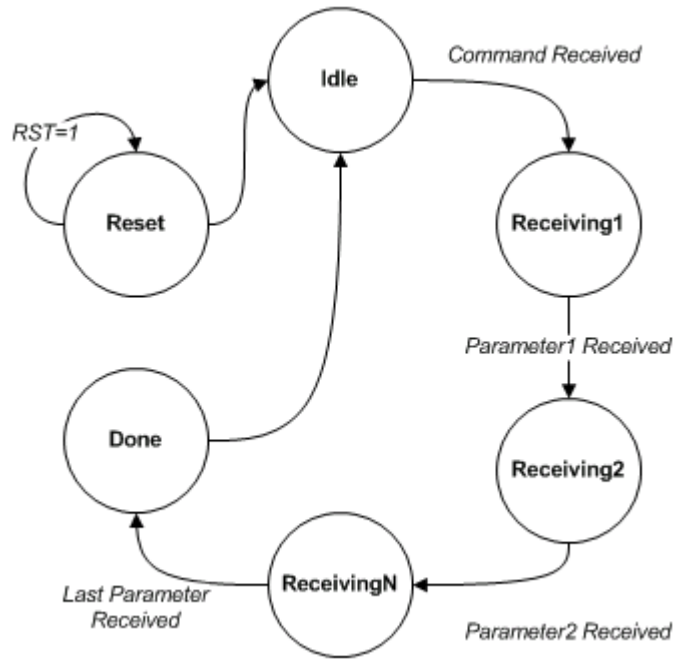 Idle
Command Received
RST=1
Reset
Receiving1
Parameter1 Received
Done
Receiving2
ReceivingN
Last Parameter
Received
Parameter2 Received